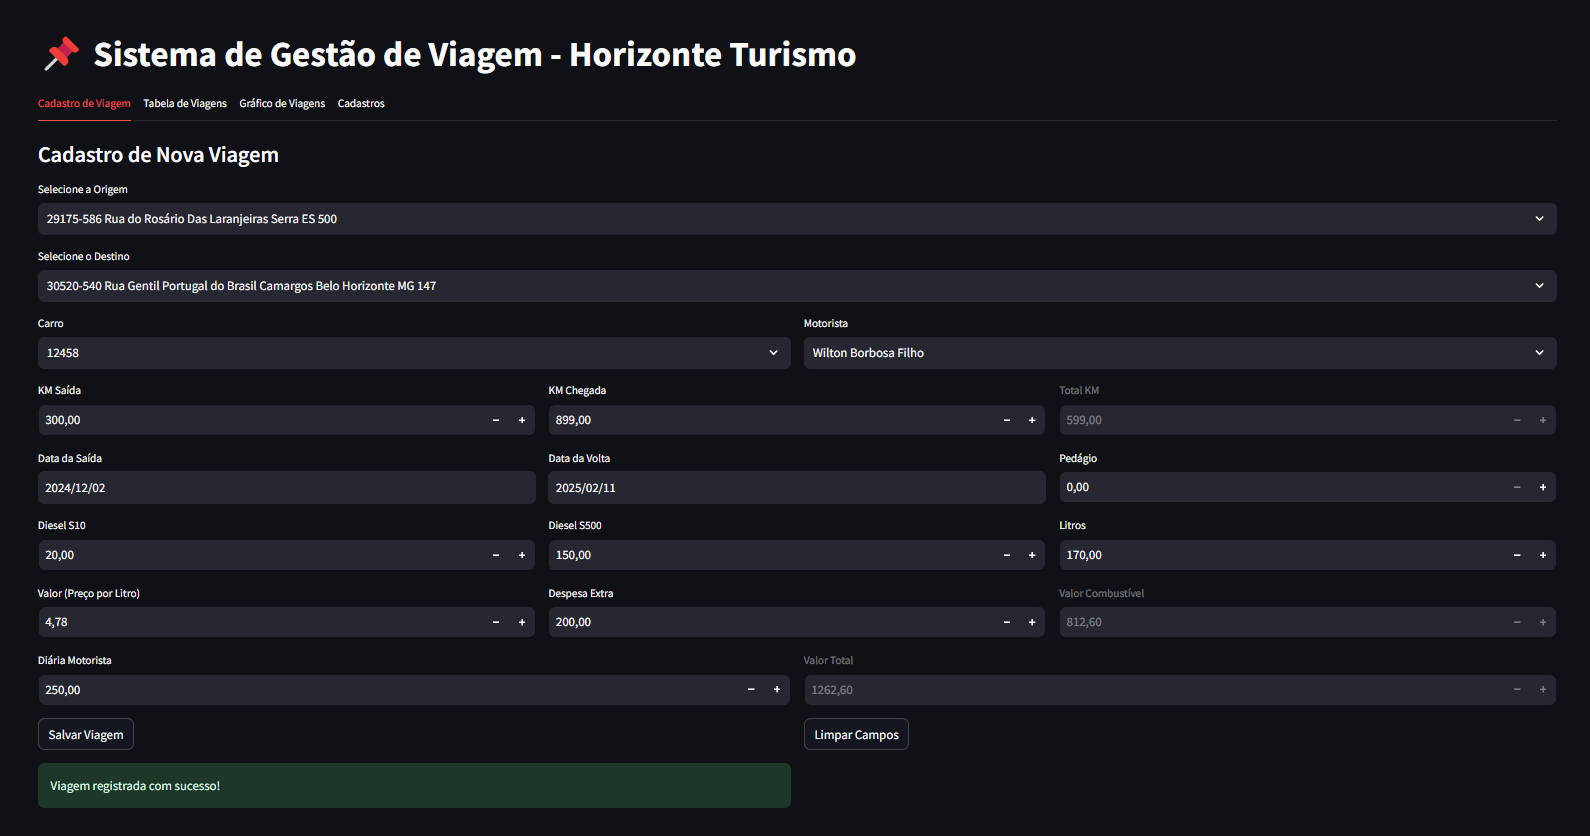 Sistema de Gestão de Viagem - Horizonte Turismo
Cadastro de Viagem Tabela de Viagens Gráfico de Viagens Cadastros
Cadastro de Nova Viagem
Selecione a Origem
29175-586 Rua do Rosário Das Laranjeiras Serra ES 500
Selecione o Destino
30520-540 Rua Gentil Portugal do Brasil Camargos Belo Horizonte MG 147
Carro Motorista
12458 Wilton Borbosa Filho
KM Saída KM Chegada Total KM
300,00 − + 899,00 − + 599,00 − +
Data da Saída Data da Volta Pedágio
2024/12/02 2025/02/11 0,00 − +
Diesel S10 Diesel S500 Litros
20,00 − + 150,00 − + 170,00 − +
Valor (Preço por Litro) Despesa Extra Valor Combustível
4,78 − + 200,00 − + 812,60 − +
Diária Motorista Valor Total
250,00 − + 1262,60 − +
Salvar Viagem Limpar Campos
Viagem registrada com sucesso!